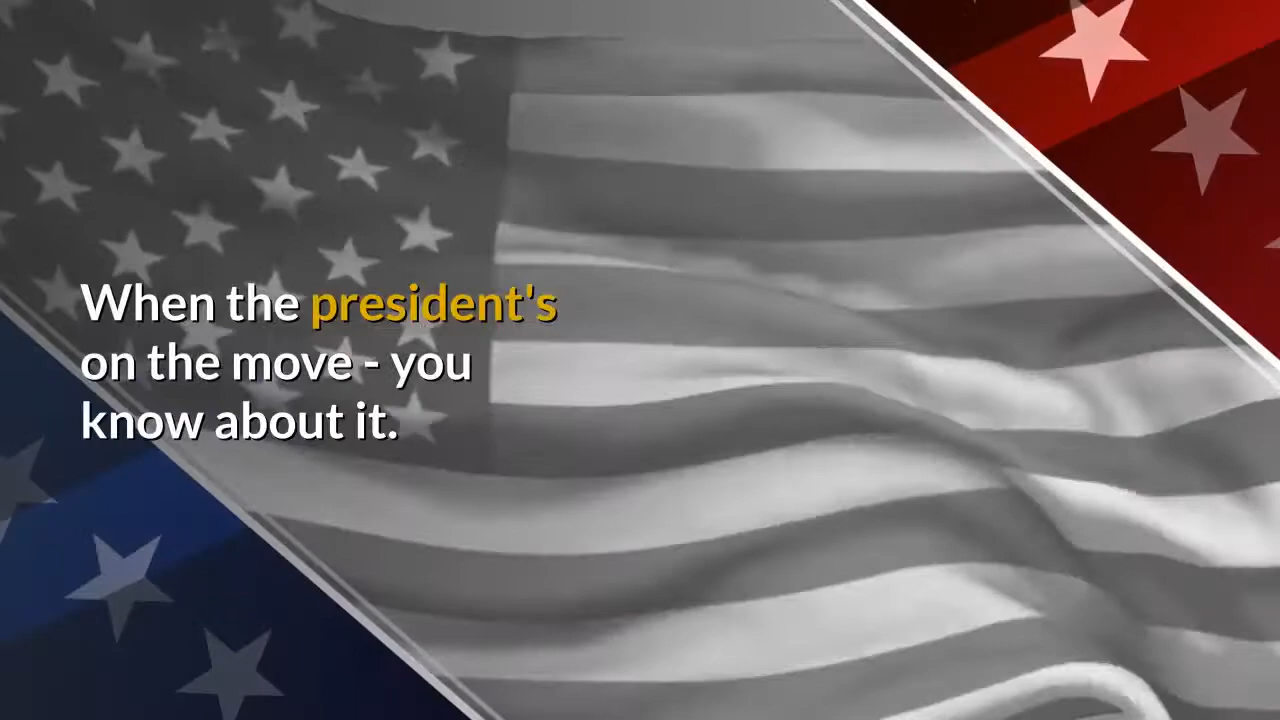 When the president's
on the move - you
know about it.